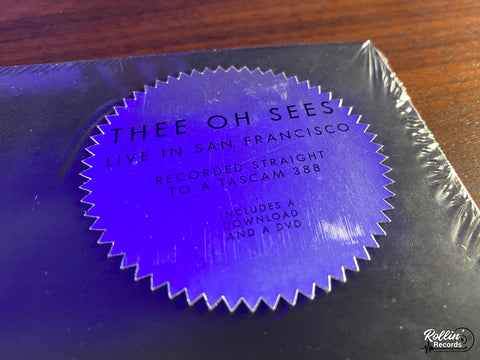 THEE OH SEES
LIVE IN SAN FRANCISCO
RECORDED STRAIGHT
TO A TASCAM 388
INCLUDES A
DOWNLOAD
AND A DVD
Rollin'
Records